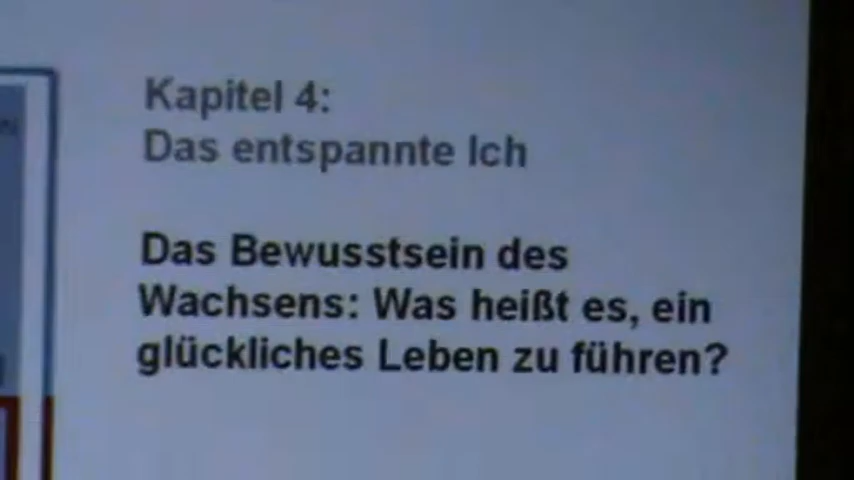 Kapitel 4:
Das entspannte Ich
Das Bewusstsein des
Wachsens: Was heißt es, ein
glückliches Leben zu führen?